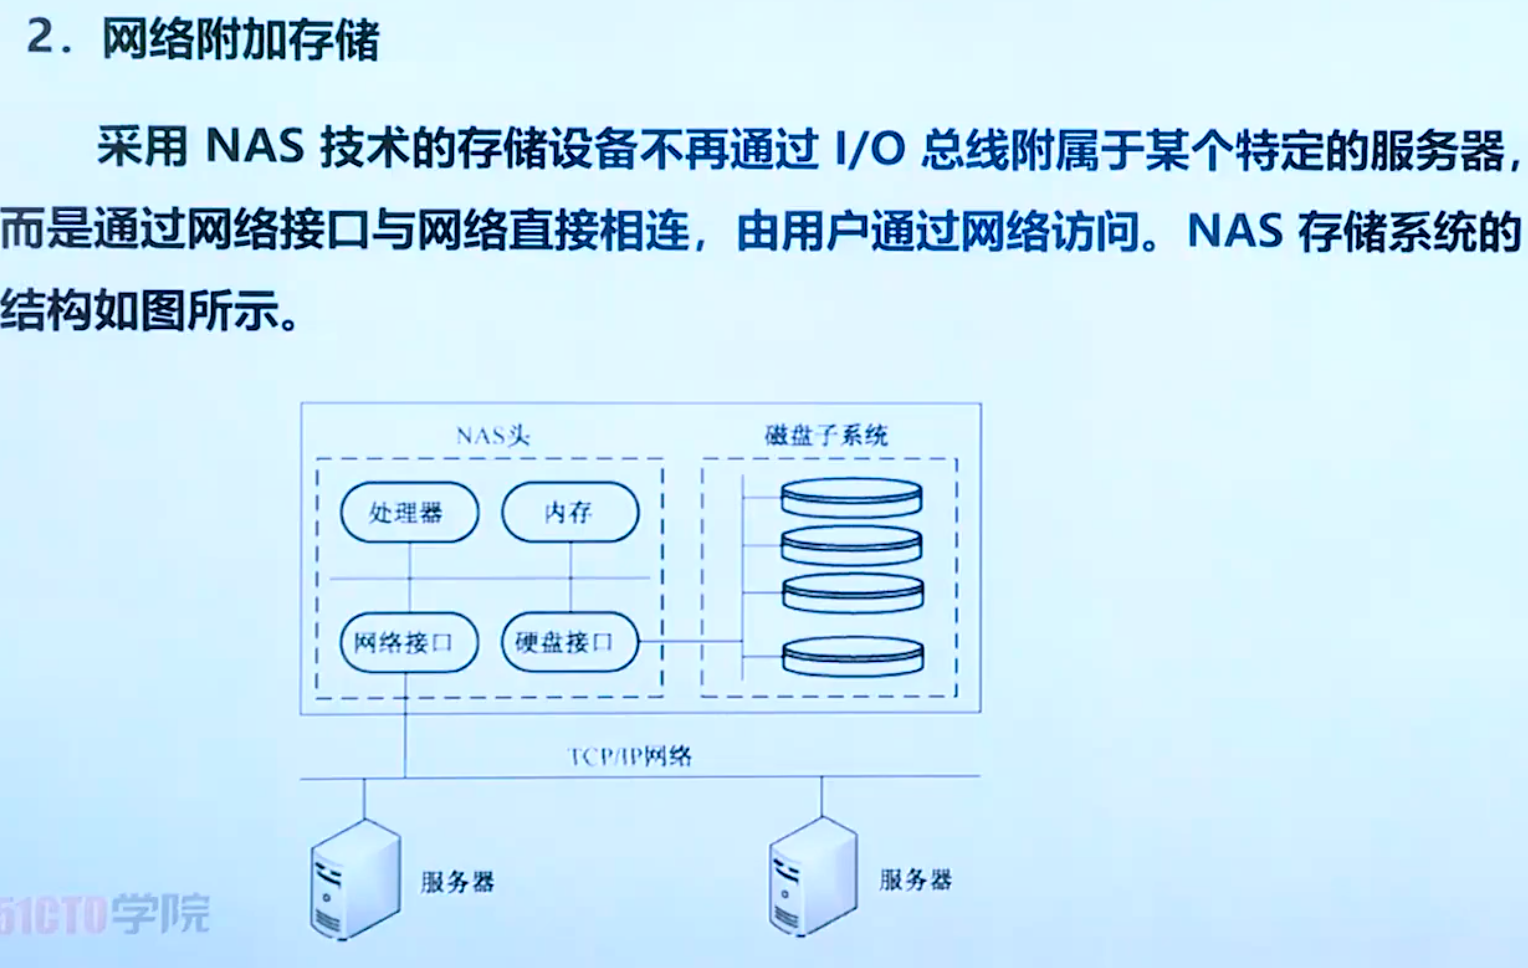 2. 网络附加存储
采用 NAS 技术的存储设备不再通过 I/O 总线附属于某个特定的服务器,
而是通过网络接口与网络直接相连, 由用户通过网络访问。NAS 存储系统的
结构如图所示。
NAS头
磁盘子系统
处理器
内存
网络接口
硬盘接口
TCP/IP网络
服务器
服务器
51CTO学院